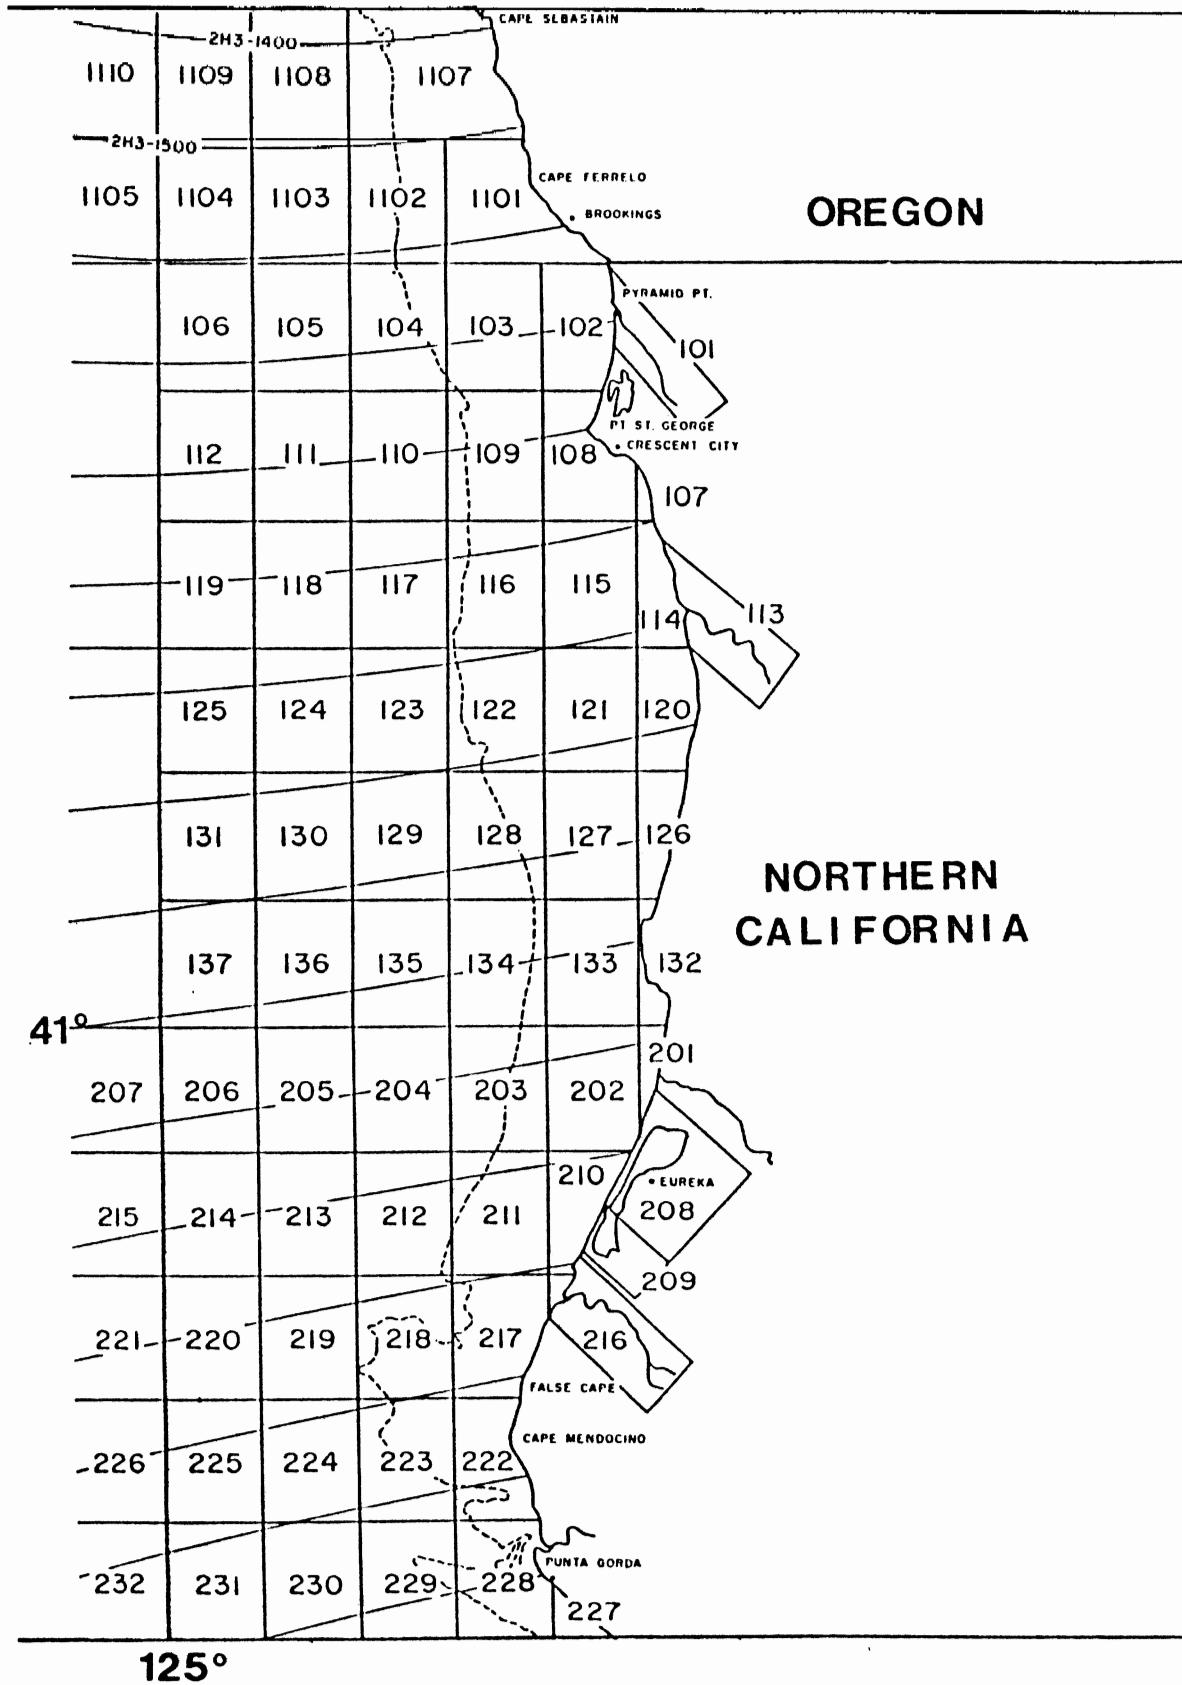 CAPE SEBASTIAIN
2H3-1400
1110 1109 1108 1107
2H3-1500
CAPE FERRELO
1105 1104 1103 1102 1101
BROOKINGS
OREGON
PYRAMID PT.
106 105 104 103 102
101
PT ST. GEORGE
CRESCENT CITY
112 111 110 109 108
107
119 118 117 116 115
114 113
125 124 123 122 121 120
131 130 129 128 127 126
NORTHERN
CALIFORNIA
137 136 135 134 133 132
41°
201
207 206 205 204 203 202
210
EUREKA
215 214 213 212 211 208
209
221 220 219 218 217 216
FALSE CAPE
CAPE MENDOCINO
226 225 224 223 222
PUNTA GORDA
232 231 230 229 228
227
125°